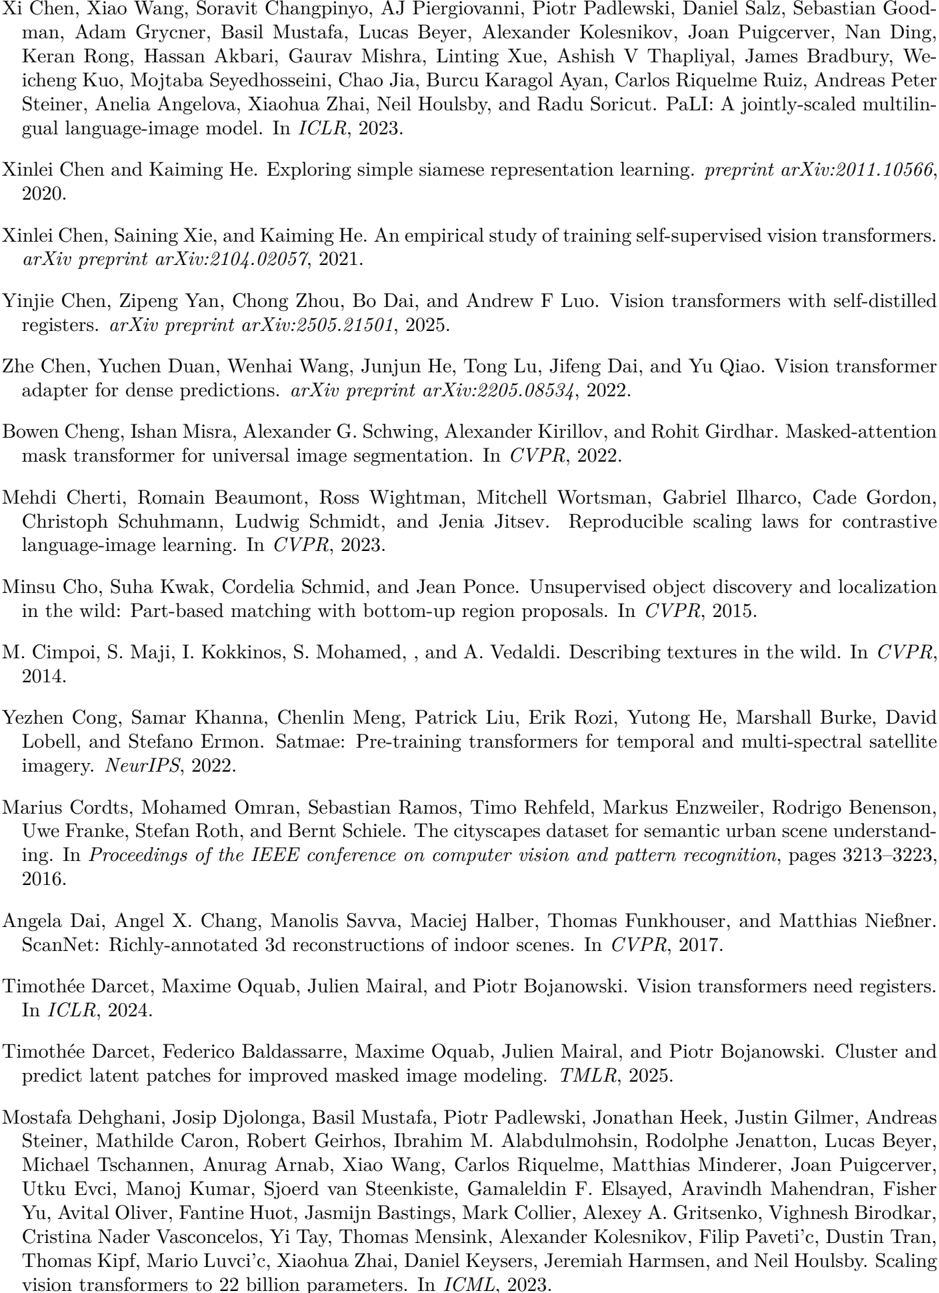 Xi Chen, Xiao Wang, Soravit Changpinyo, AJ Piergiovanni, Piotr Padlewski, Daniel Salz, Sebastian Good-
man, Adam Grycner, Basil Mustafa, Lucas Beyer, Alexander Kolesnikov, Joan Puigcerver, Nan Ding,
Keran Rong, Hassan Akbari, Gaurav Mishra, Linting Xue, Ashish V Thapliyal, James Bradbury, We-
icheng Kuo, Mojtaba Seyedhosseini, Chao Jia, Burcu Karagol Ayan, Carlos Riquelme Ruiz, Andreas Peter
Steiner, Anelia Angelova, Xiaohua Zhai, Neil Houlsby, and Radu Soricut. PaLI: A jointly-scaled multilin-
gual language-image model. In ICLR, 2023.
Xinlei Chen and Kaiming He. Exploring simple siamese representation learning. preprint arXiv:2011.10566,
2020.
Xinlei Chen, Saining Xie, and Kaiming He. An empirical study of training self-supervised vision transformers.
arXiv preprint arXiv:2104.02057, 2021.
Yinjie Chen, Zipeng Yan, Chong Zhou, Bo Dai, and Andrew F Luo. Vision transformers with self-distilled
registers. arXiv preprint arXiv:2505.21501, 2025.
Zhe Chen, Yuchen Duan, Wenhai Wang, Junjun He, Tong Lu, Jifeng Dai, and Yu Qiao. Vision transformer
adapter for dense predictions. arXiv preprint arXiv:2205.08534, 2022.
Bowen Cheng, Ishan Misra, Alexander G. Schwing, Alexander Kirillov, and Rohit Girdhar. Masked-attention
mask transformer for universal image segmentation. In CVPR, 2022.
Mehdi Cherti, Romain Beaumont, Ross Wightman, Mitchell Wortsman, Gabriel Ilharco, Cade Gordon,
Christoph Schuhmann, Ludwig Schmidt, and Jenia Jitsev. Reproducible scaling laws for contrastive
language-image learning. In CVPR, 2023.
Minsu Cho, Suha Kwak, Cordelia Schmid, and Jean Ponce. Unsupervised object discovery and localization
in the wild: Part-based matching with bottom-up region proposals. In CVPR, 2015.
M. Cimpoi, S. Maji, I. Kokkinos, S. Mohamed, , and A. Vedaldi. Describing textures in the wild. In CVPR,
2014.
Yezhen Cong, Samar Khanna, Chenlin Meng, Patrick Liu, Erik Rozi, Yutong He, Marshall Burke, David
Lobell, and Stefano Ermon. Satmae: Pre-training transformers for temporal and multi-spectral satellite
imagery. NeurIPS, 2022.
Marius Cordts, Mohamed Omran, Sebastian Ramos, Timo Rehfeld, Markus Enzweiler, Rodrigo Benenson,
Uwe Franke, Stefan Roth, and Bernt Schiele. The cityscapes dataset for semantic urban scene understand-
ing. In Proceedings of the IEEE conference on computer vision and pattern recognition, pages 3213–3223,
2016.
Angela Dai, Angel X. Chang, Manolis Savva, Maciej Halber, Thomas Funkhouser, and Matthias Nießner.
ScanNet: Richly-annotated 3d reconstructions of indoor scenes. In CVPR, 2017.
Timothée Darcet, Maxime Oquab, Julien Mairal, and Piotr Bojanowski. Vision transformers need registers.
In ICLR, 2024.
Timothée Darcet, Federico Baldassarre, Maxime Oquab, Julien Mairal, and Piotr Bojanowski. Cluster and
predict latent patches for improved masked image modeling. TMLR, 2025.
Mostafa Dehghani, Josip Djolonga, Basil Mustafa, Piotr Padlewski, Jonathan Heek, Justin Gilmer, Andreas
Steiner, Mathilde Caron, Robert Geirhos, Ibrahim M. Alabdulmohsin, Rodolphe Jenatton, Lucas Beyer,
Michael Tschannen, Anurag Arnab, Xiao Wang, Carlos Riquelme, Matthias Minderer, Joan Puigcerver,
Utku Evci, Manoj Kumar, Sjoerd van Steenkiste, Gamaleldin F. Elsayed, Aravindh Mahendran, Fisher
Yu, Avital Oliver, Fantine Huot, Jasmijn Bastings, Mark Collier, Alexey A. Gritsenko, Vighnesh Birodkar,
Cristina Nader Vasconcelos, Yi Tay, Thomas Mensink, Alexander Kolesnikov, Filip Paveti'c, Dustin Tran,
Thomas Kipf, Mario Luvci'c, Xiaohua Zhai, Daniel Keysers, Jeremiah Harmsen, and Neil Houlsby. Scaling
vision transformers to 22 billion parameters. In ICML, 2023.